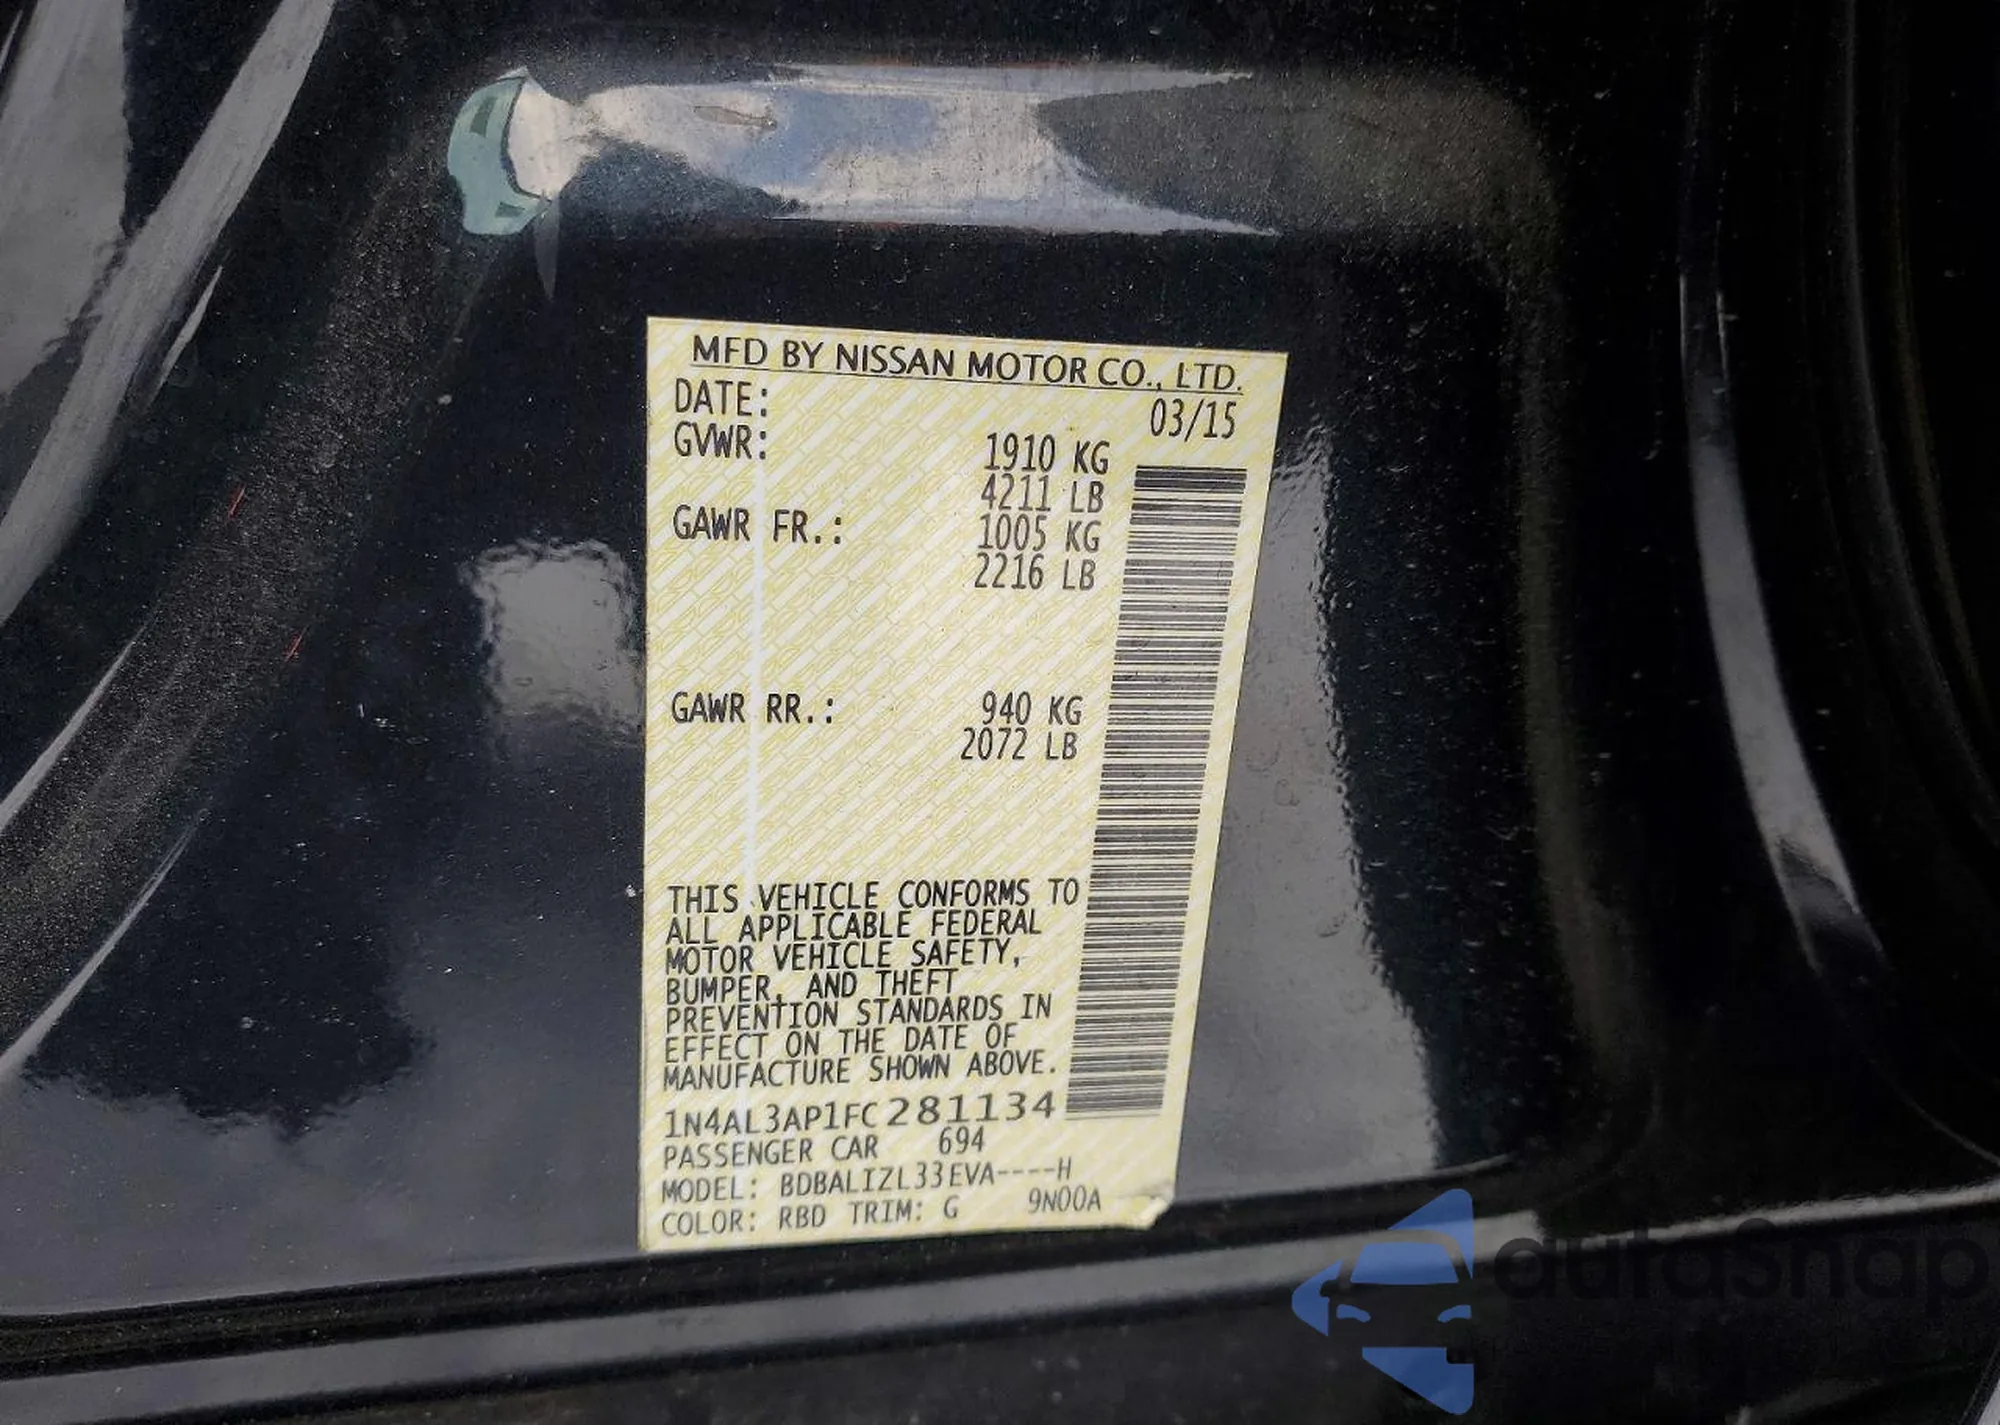 MFD BY NISSAN MOTOR CO., LTD.
DATE: 03/15
GVWR: 1910 KG
4211 LB
GAWR FR.: 1005 KG
2216 LB
GAWR RR.: 940 KG
2072 LB
THIS VEHICLE CONFORMS TO
ALL APPLICABLE FEDERAL
MOTOR VEHICLE SAFETY,
BUMPER, AND THEFT
PREVENTION STANDARDS IN
EFFECT ON THE DATE OF
MANUFACTURE SHOWN ABOVE.
1N4AL3AP1FC281134
PASSENGER CAR 694
MODEL: BDBALIZL33EVA----H
COLOR: RBD TRIM: G 9N00A
autosnap